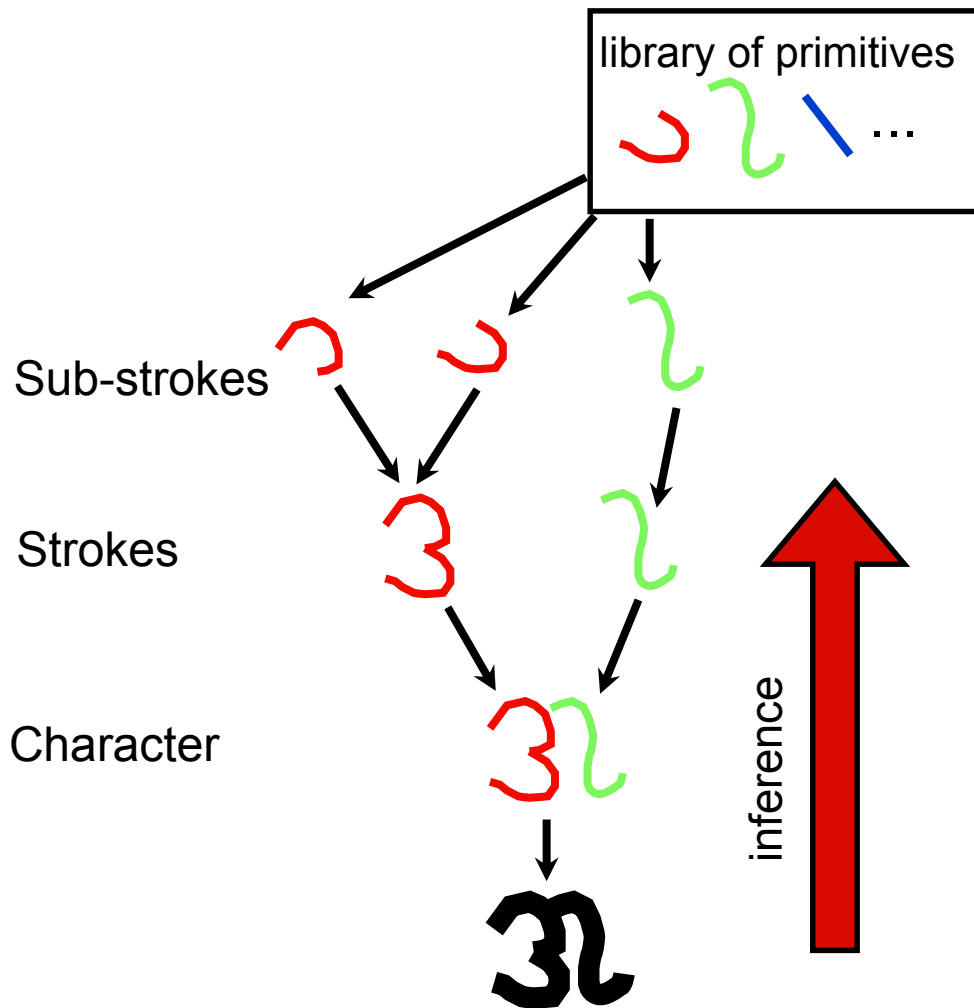 library of primitives
...
Sub-strokes
Strokes
Character
inference